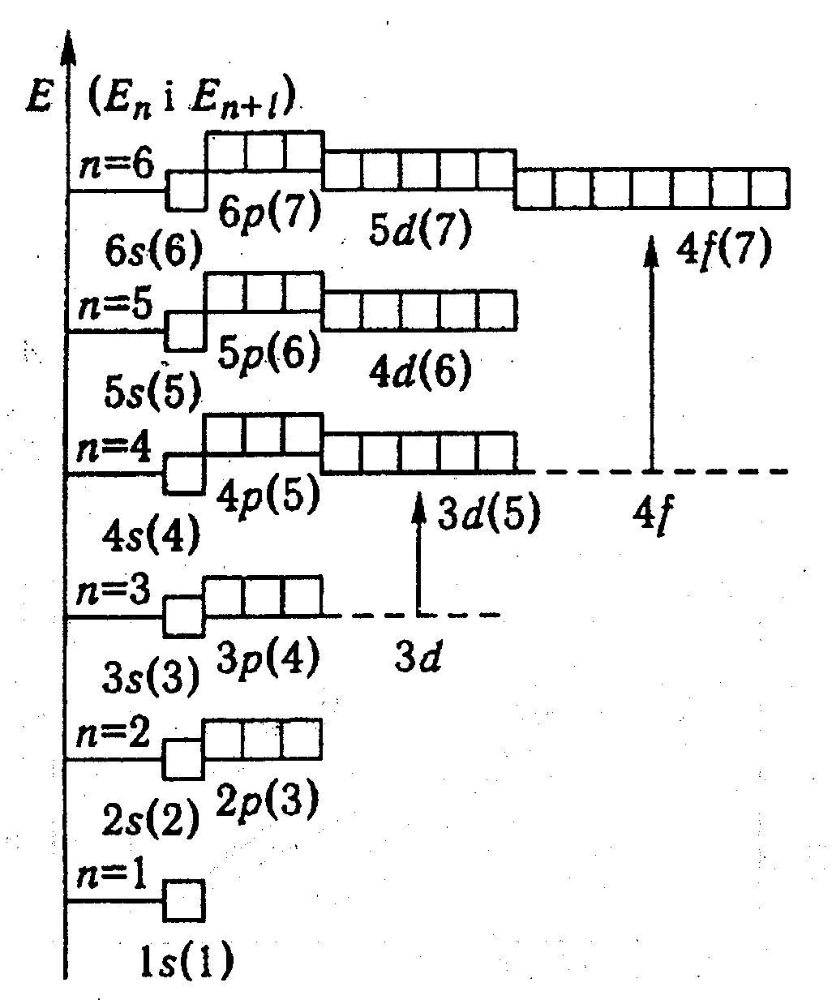 E (Eₙ i Eₙ₊ₗ)
n=6
6s(6) 6p(7) 5d(7) 4f(7)
n=5
5s(5) 5p(6) 4d(6)
n=4
4s(4) 4p(5) 3d(5) 4f
n=3
3s(3) 3p(4) 3d
n=2
2s(2) 2p(3)
n=1
1s(1)